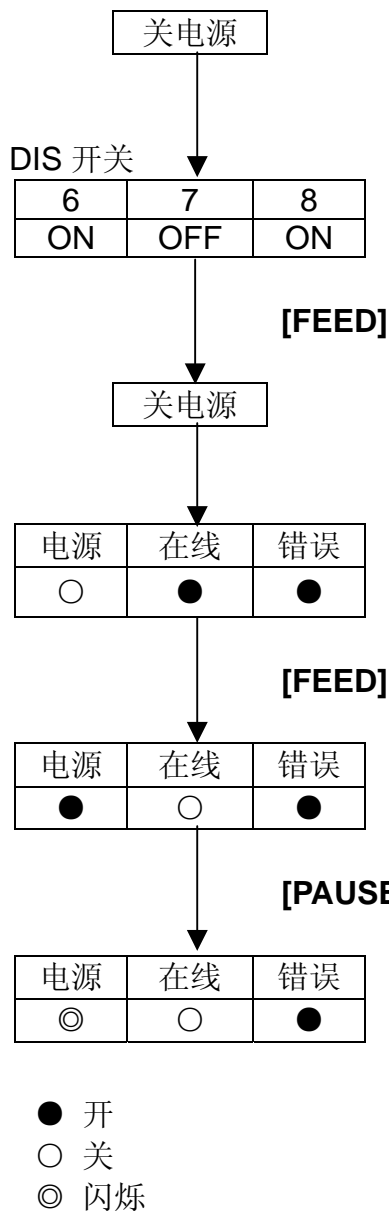 关电源
DIS 开关
6 7 8
ON OFF ON
[FEED]
关电源
电源 在线 错误
○ ● ●
[FEED]
电源 在线 错误
● ○ ●
[PAUSE
电源 在线 错误
◎ ○ ●
● 开
○ 关
◎ 闪烁